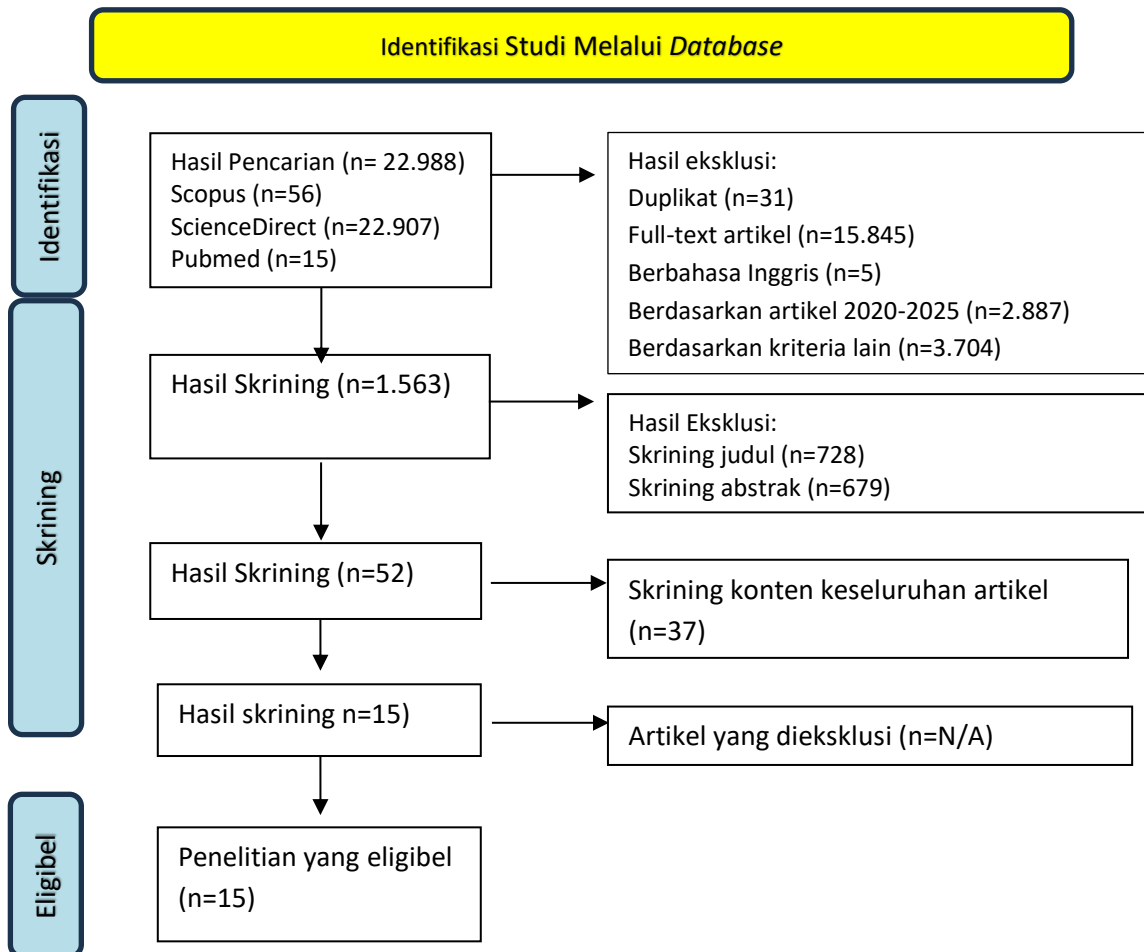 Identifikasi Studi Melalui Database
Identifikasi
Hasil Pencarian (n= 22.988)
Scopus (n=56)
ScienceDirect (n=22.907)
Pubmed (n=15)
Hasil eksklusi:
Duplikat (n=31)
Full-text artikel (n=15.845)
Berbahasa Inggris (n=5)
Berdasarkan artikel 2020-2025 (n=2.887)
Berdasarkan kriteria lain (n=3.704)
Skrining
Hasil Skrining (n=1.563)
Hasil Eksklusi:
Skrining judul (n=728)
Skrining abstrak (n=679)
Hasil Skrining (n=52)
Skrining konten keseluruhan artikel
(n=37)
Hasil skrining n=15)
Artikel yang dieksklusi (n=N/A)
Eligibel
Penelitian yang eligibel
(n=15)